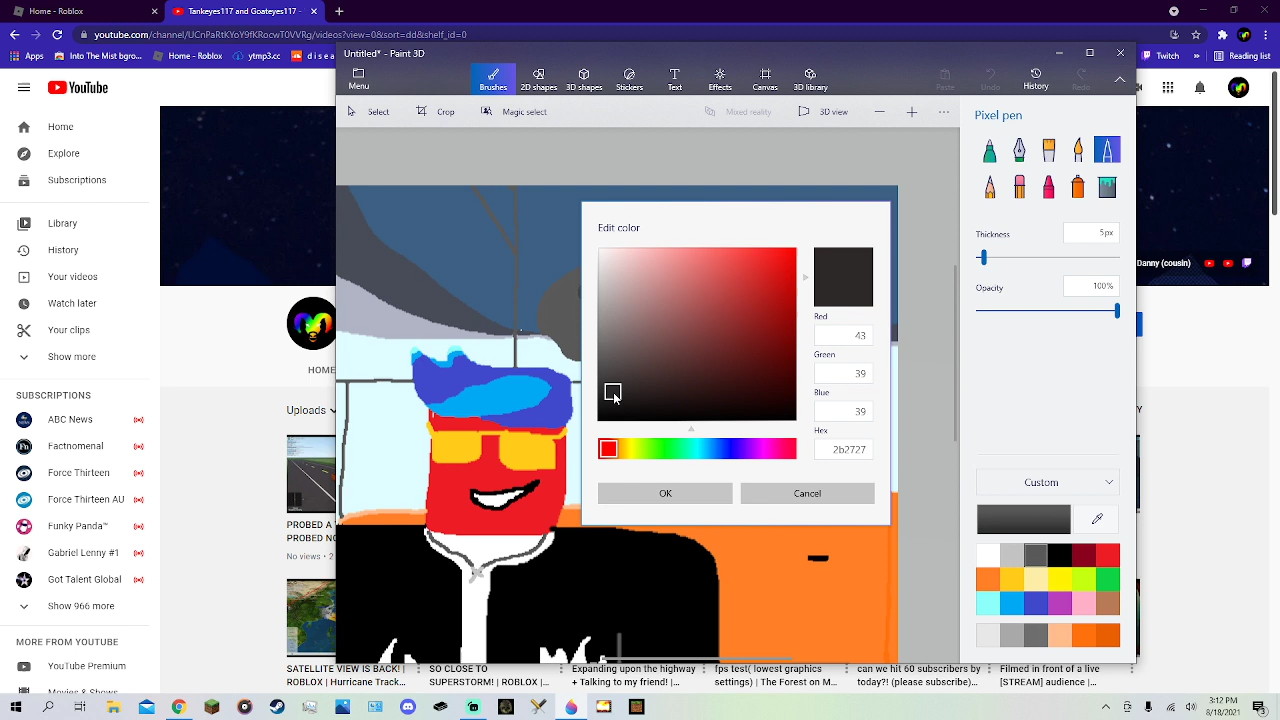 Home - Roblox
Tankeyes117 and Goateyes117 -
youtube.com/channel/UCnPaRtKYoY9fKRocwT0VVRg/videos?view=0&sort=dd&shelf_id=0
Apps
Into The Mist bgro...
Home - Roblox
ytmp3.cc
d i s e a
Twitch
»
Reading list
Untitled* - Paint 3D
Menu
Brushes
2D shapes
3D shapes
Stickers
Text
Effects
Canvas
3D library
Paste
Undo
History
Redo
Select
Crop
Magic select
Mixed reality
3D view
YouTube
Home
Explore
Subscriptions
Library
History
Your videos
Watch later
Your clips
Show more
SUBSCRIPTIONS
ABC News
Factnomenal
Force Thirteen
Force Thirteen AU
Funky Panda™
Gabriel Lenny #1
Got Talent Global
Show 966 more
MORE FROM YOUTUBE
YouTube Premium
HOME
Uploads
PROBED A
PROBED NO
No views • 2
Danny (cousin)
Edit color
Red
43
Green
39
Blue
39
Hex
2b2727
OK
Cancel
Pixel pen
Thickness
5px
Opacity
100%
Custom
SATELLITE VIEW IS BACK! |
ROBLOX | Hurricane Track...
SO CLOSE TO
SUPERSTORM! | ROBLOX |...
Expanding upon the highway
+ Talking to my friend! |...
fps test( lowest graphics
settings) | The Forest on M...
can we hit 60 subscribers by
today?! (please subscribe)...
Filmed in front of a live
[STREAM] audience |...
3:12 PM
8/18/2021